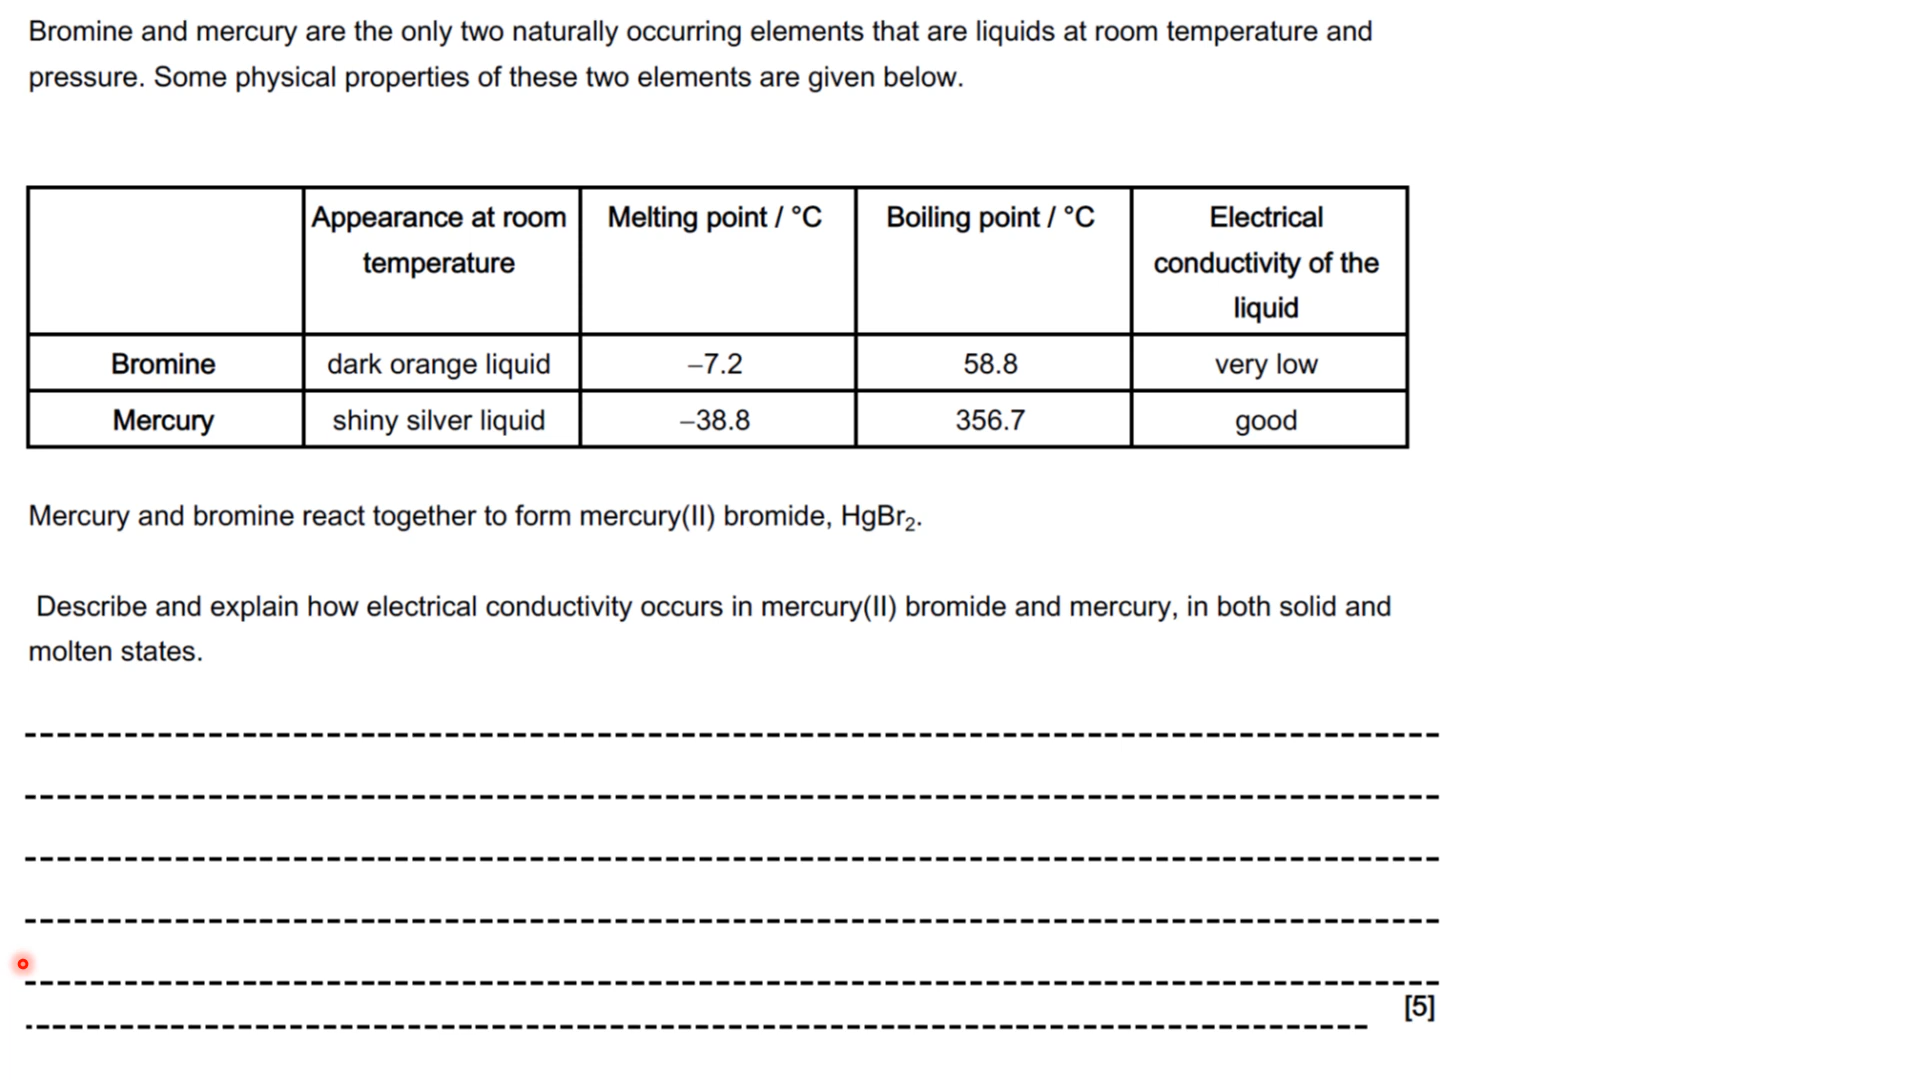 Bromine and mercury are the only two naturally occurring elements that are liquids at room temperature and
pressure. Some physical properties of these two elements are given below.
Appearance at room temperature
Melting point / °C
Boiling point / °C
Electrical conductivity of the liquid
Bromine dark orange liquid –7.2 58.8 very low
Mercury shiny silver liquid –38.8 356.7 good
Mercury and bromine react together to form mercury(II) bromide, HgBr₂.
Describe and explain how electrical conductivity occurs in mercury(II) bromide and mercury, in both solid and
molten states.
[5]